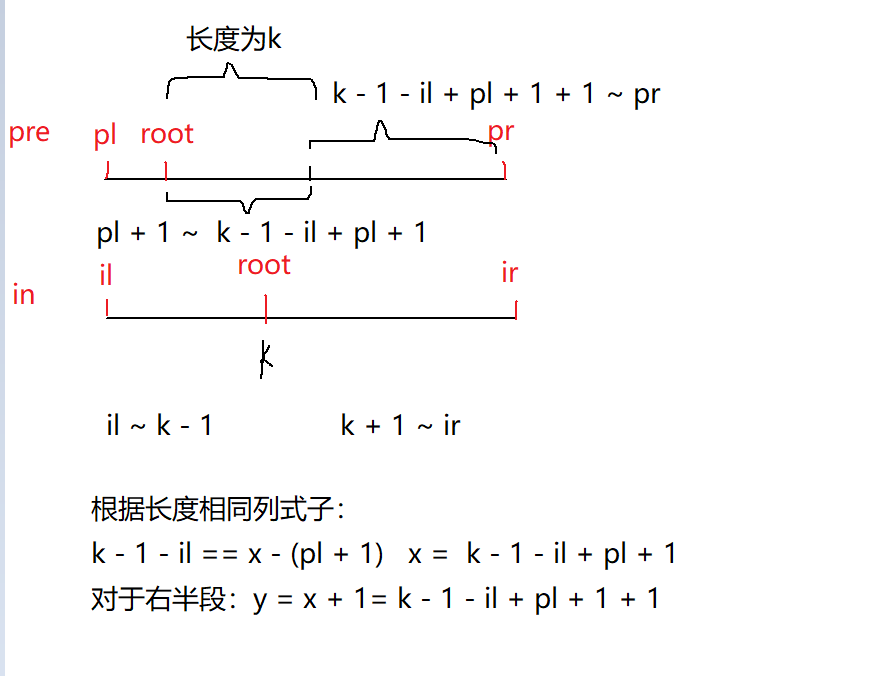 长度为k
k - 1 - il + pl + 1 + 1 ~ pr
pre pl root pr
pl + 1 ~ k - 1 - il + pl + 1
in il root ir
k
il ~ k - 1 k + 1 ~ ir
根据长度相同列式子：
k - 1 - il == x - (pl + 1) x = k - 1 - il + pl + 1
对于右半段：y = x + 1= k - 1 - il + pl + 1 + 1